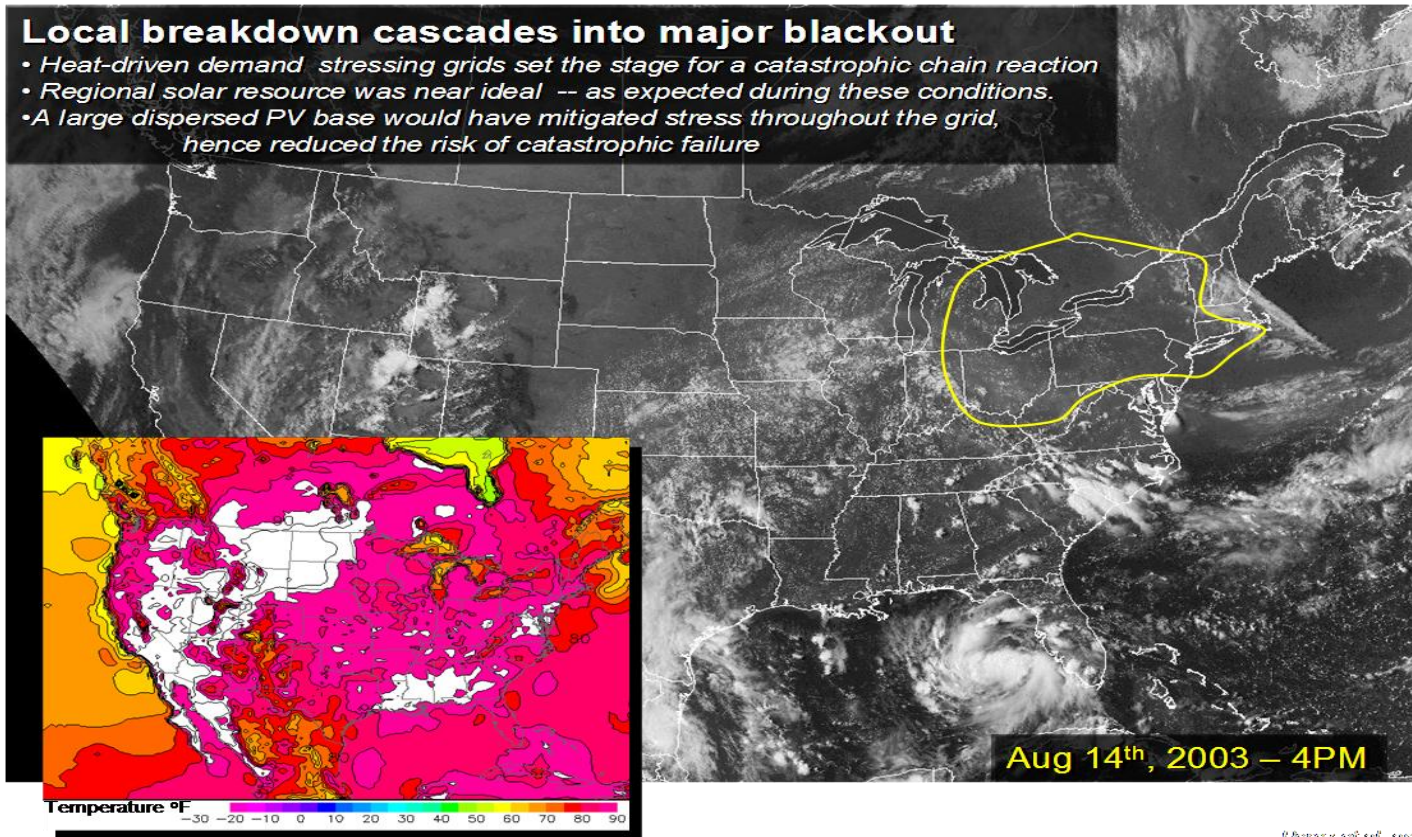 Local breakdown cascades into major blackout
• Heat-driven demand stressing grids set the stage for a catastrophic chain reaction
• Regional solar resource was near ideal -- as expected during these conditions.
•A large dispersed PV base would have mitigated stress throughout the grid,
hence reduced the risk of catastrophic failure
80
Aug 14th, 2003 – 4PM
Temperature °F
-30 -20 -10 0 10 20 30 40 50 60 70 80 90